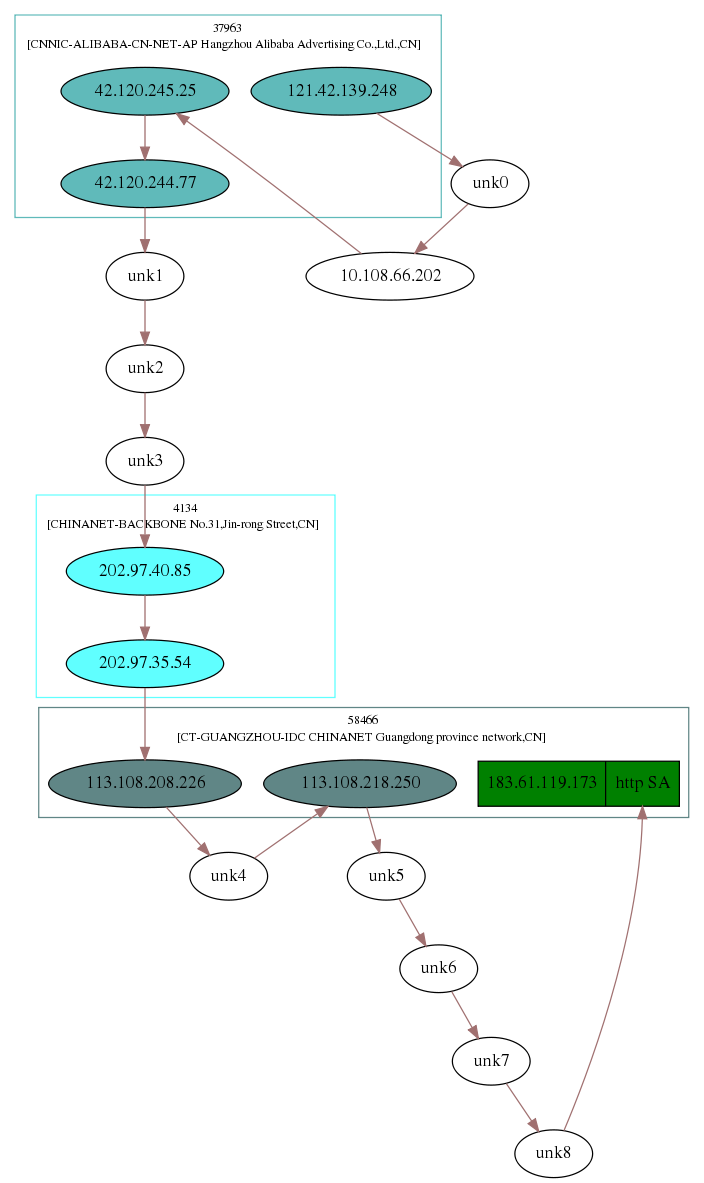 37963
[CNNIC-ALIBABA-CN-NET-AP Hangzhou Alibaba Advertising Co.,Ltd.,CN]
42.120.245.25
121.42.139.248
42.120.244.77
unk0
unk1
10.108.66.202
unk2
unk3
4134
[CHINANET-BACKBONE No.31,Jin-rong Street,CN]
202.97.40.85
202.97.35.54
58466
[CT-GUANGZHOU-IDC CHINANET Guangdong province network,CN]
113.108.208.226
113.108.218.250
183.61.119.173
http SA
unk4
unk5
unk6
unk7
unk8